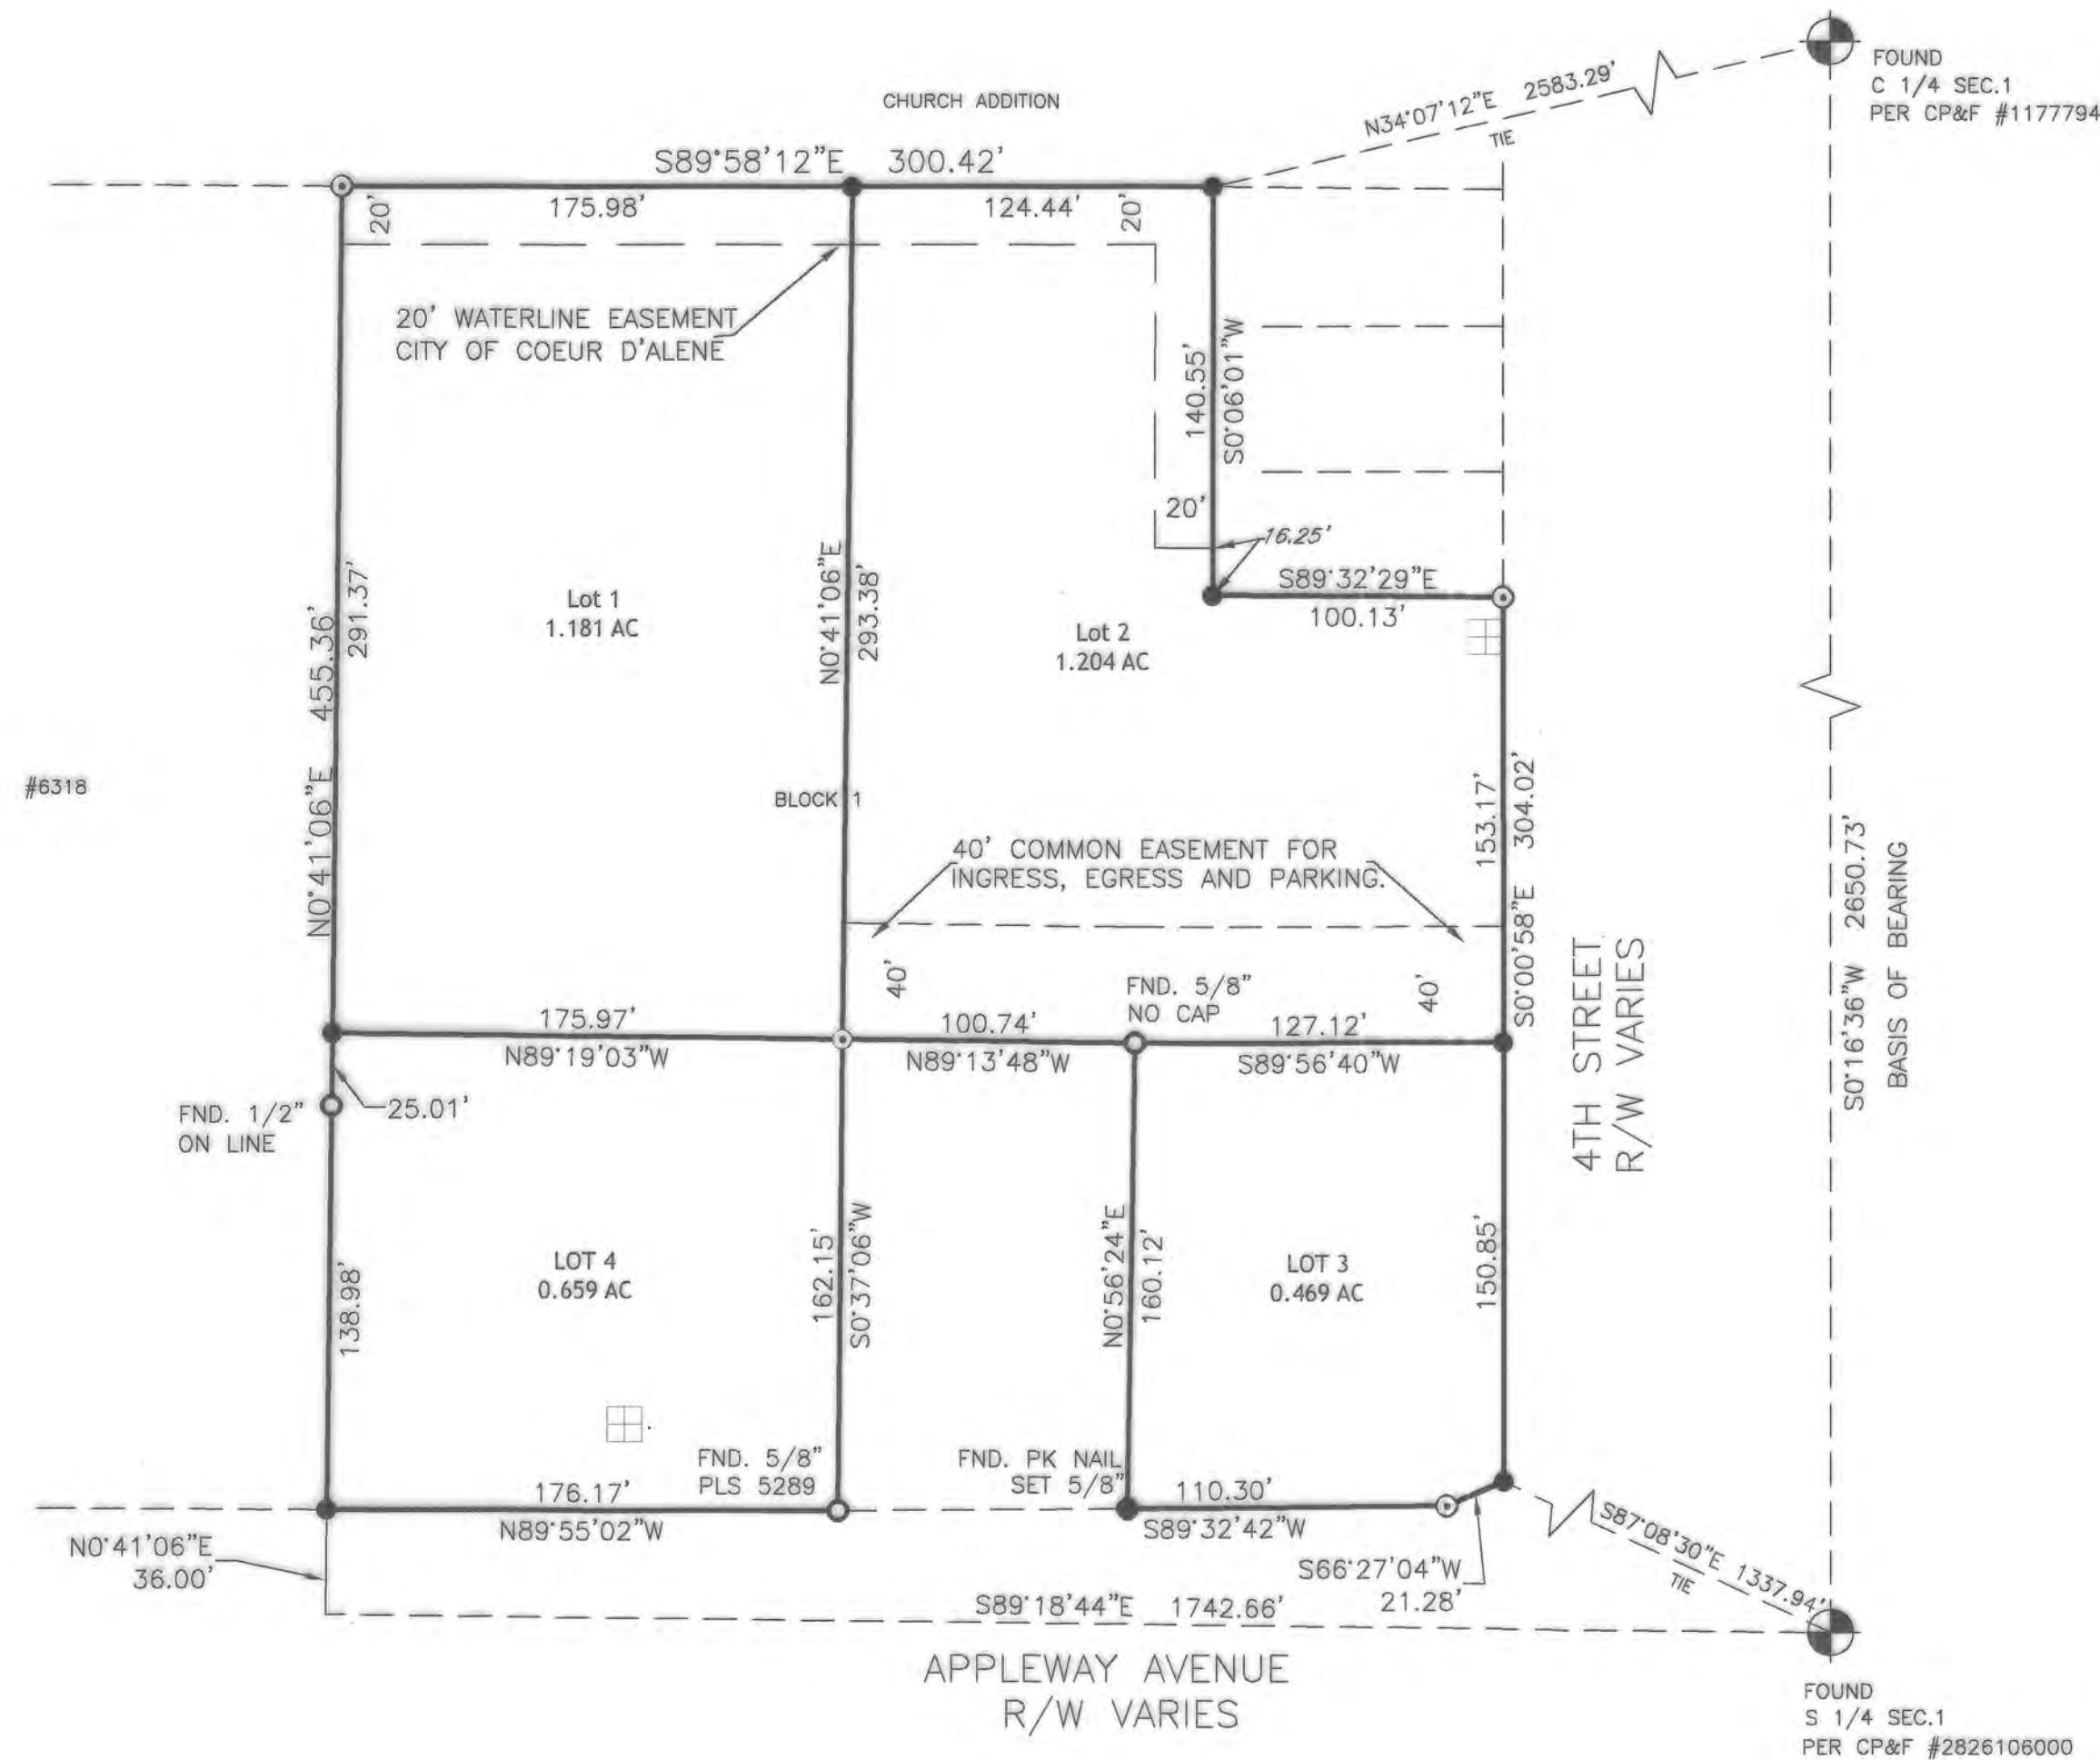 FOUND
C 1/4 SEC.1
PER CP&F #1177794
CHURCH ADDITION
N34°07'12"E 2583.29'
TIE
S89°58'12"E 300.42'
175.98'
124.44'
20'
20'
20' WATERLINE EASEMENT
CITY OF COEUR D'ALENE
140.55'
S0°06'01"W
20'
16.25'
S89°32'29"E
100.13'
N0°41'06"E 455.36'
291.37'
Lot 1
1.181 AC
N0°41'06"E
293.38'
Lot 2
1.204 AC
#6318
BLOCK 1
40' COMMON EASEMENT FOR
INGRESS, EGRESS AND PARKING.
153.17'
S0°00'58"E 304.02'
4TH STREET
R/W VARIES
S0°16'36"W 2650.73'
BASIS OF BEARING
40'
40'
FND. 5/8"
NO CAP
175.97'
N89°19'03"W
100.74'
N89°13'48"W
127.12'
S89°56'40"W
FND. 1/2"
ON LINE
25.01'
138.98'
LOT 4
0.659 AC
162.15'
S0°37'06"W
N0°56'24"E
160.12'
LOT 3
0.469 AC
150.85'
FND. 5/8"
PLS 5289
FND. PK NAIL
SET 5/8"
176.17'
N89°55'02"W
110.30'
S89°32'42"W
N0°41'06"E
36.00'
S66°27'04"W
21.28'
S87°08'30"E 1337.94'
TIE
S89°18'44"E 1742.66'
APPLEWAY AVENUE
R/W VARIES
FOUND
S 1/4 SEC.1
PER CP&F #2826106000